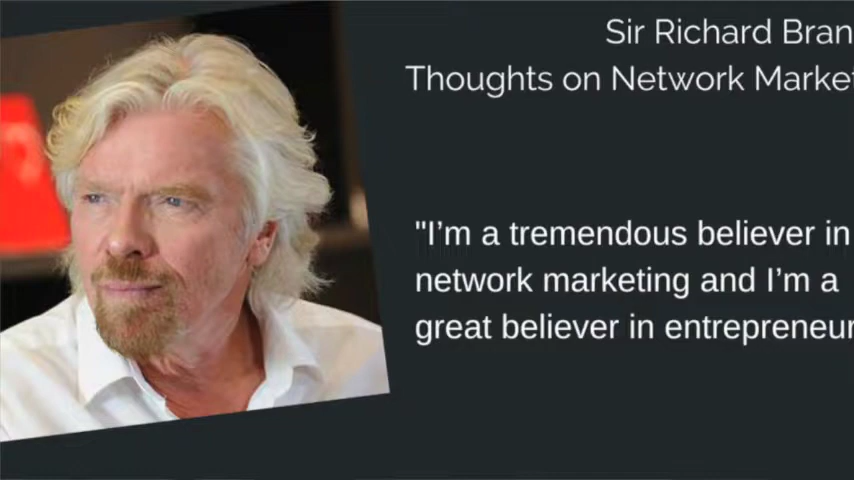 Sir Richard Bran
Thoughts on Network Market
"I'm a tremendous believer in
network marketing and I'm a
great believer in entrepreneur